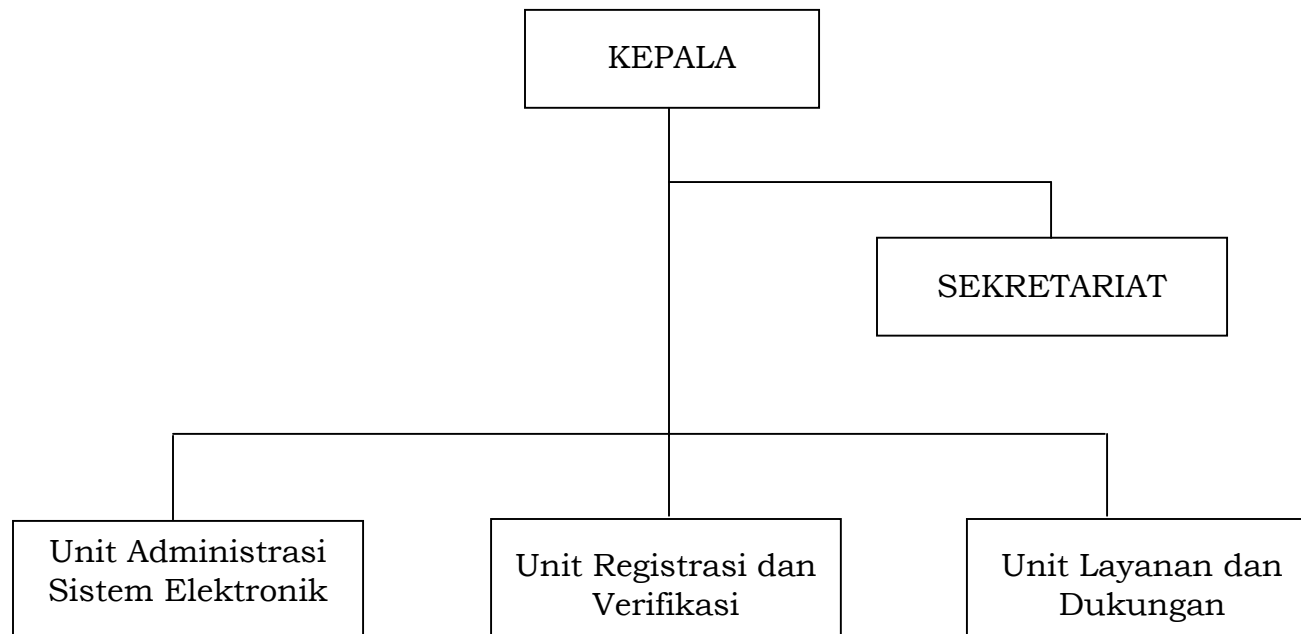 KEPALA
SEKRETARIAT
Unit Administrasi
Sistem Elektronik
Unit Registrasi dan
Verifikasi
Unit Layanan dan
Dukungan